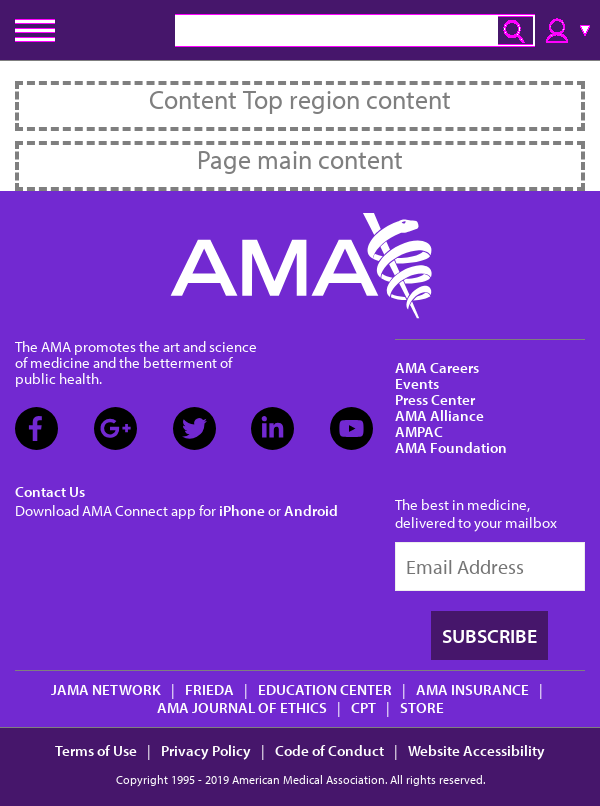 Content Top region content
Page main content
AMA
The AMA promotes the art and science
of medicine and the betterment of
public health.
AMA Careers
Events
Press Center
AMA Alliance
AMPAC
AMA Foundation
Contact Us
Download AMA Connect app for iPhone or Android
The best in medicine,
delivered to your mailbox
Email Address
SUBSCRIBE
JAMA NETWORK | FRIEDA | EDUCATION CENTER | AMA INSURANCE |
AMA JOURNAL OF ETHICS | CPT | STORE
Terms of Use | Privacy Policy | Code of Conduct | Website Accessibility
Copyright 1995 - 2019 American Medical Association. All rights reserved.